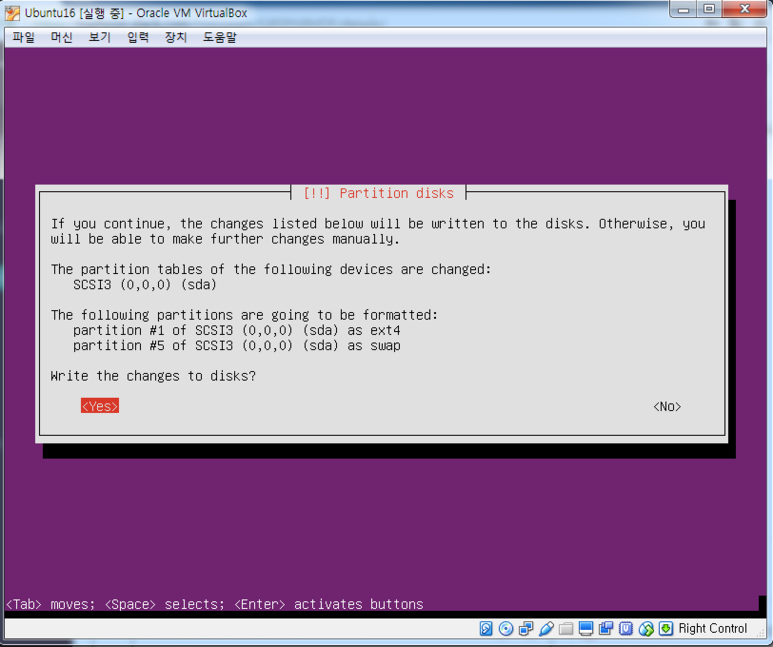 Ubuntu16 [실행 중] - Oracle VM VirtualBox
파일 머신 보기 입력 장치 도움말
[!!] Partition disks
If you continue, the changes listed below will be written to the disks. Otherwise, you
will be able to make further changes manually.
The partition tables of the following devices are changed:
SCSI3 (0,0,0) (sda)
The following partitions are going to be formatted:
partition #1 of SCSI3 (0,0,0) (sda) as ext4
partition #5 of SCSI3 (0,0,0) (sda) as swap
Write the changes to disks?
<Yes> <No>
<Tab> moves; <Space> selects; <Enter> activates buttons
Right Control